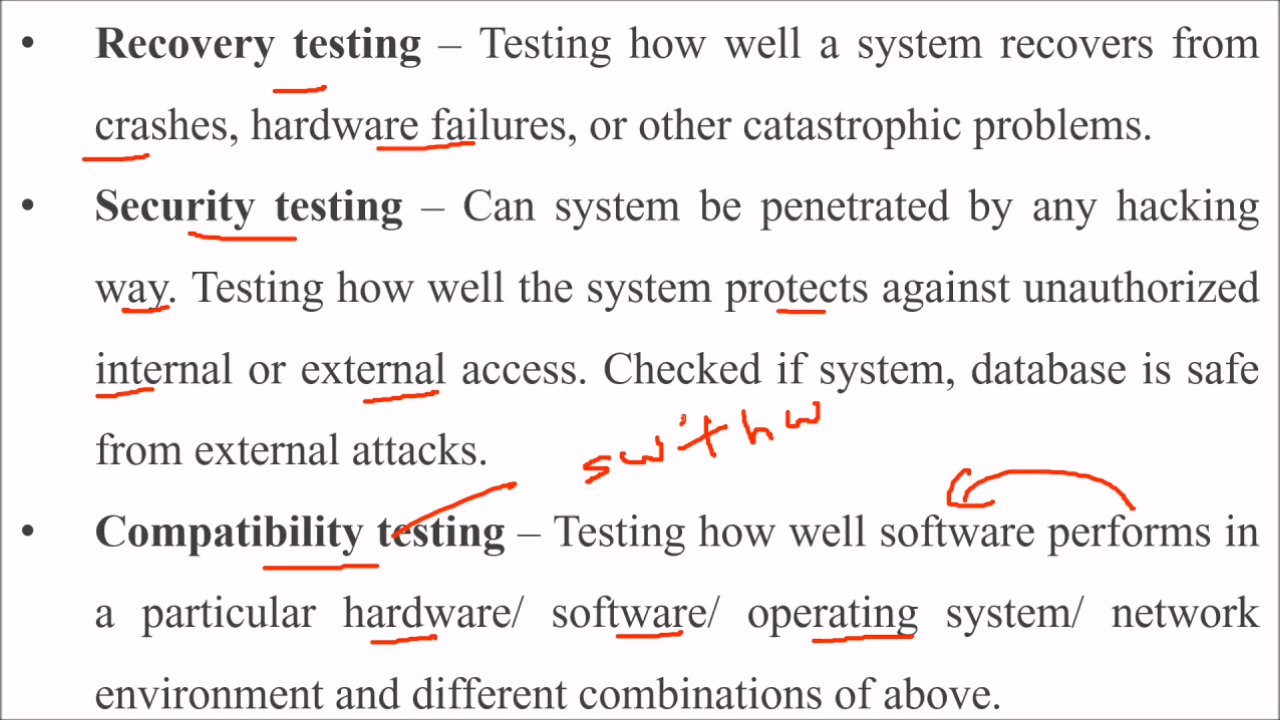 • Recovery testing – Testing how well a system recovers from
crashes, hardware failures, or other catastrophic problems.
• Security testing – Can system be penetrated by any hacking
way. Testing how well the system protects against unauthorized
internal or external access. Checked if system, database is safe
from external attacks.
sw + hw
• Compatibility testing – Testing how well software performs in
a particular hardware/ software/ operating system/ network
environment and different combinations of above.